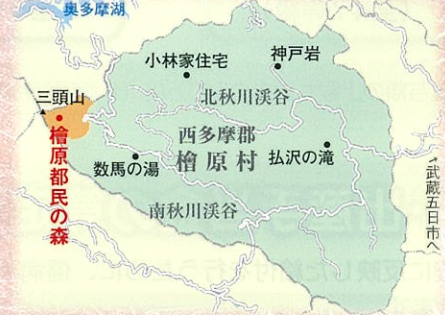 奥多摩湖
小林家住宅
神戸岩
三頭山
北秋川渓谷
西多摩郡
檜原村
檜原都民の森
数馬の湯
払沢の滝
南秋川渓谷
武蔵五日市へ